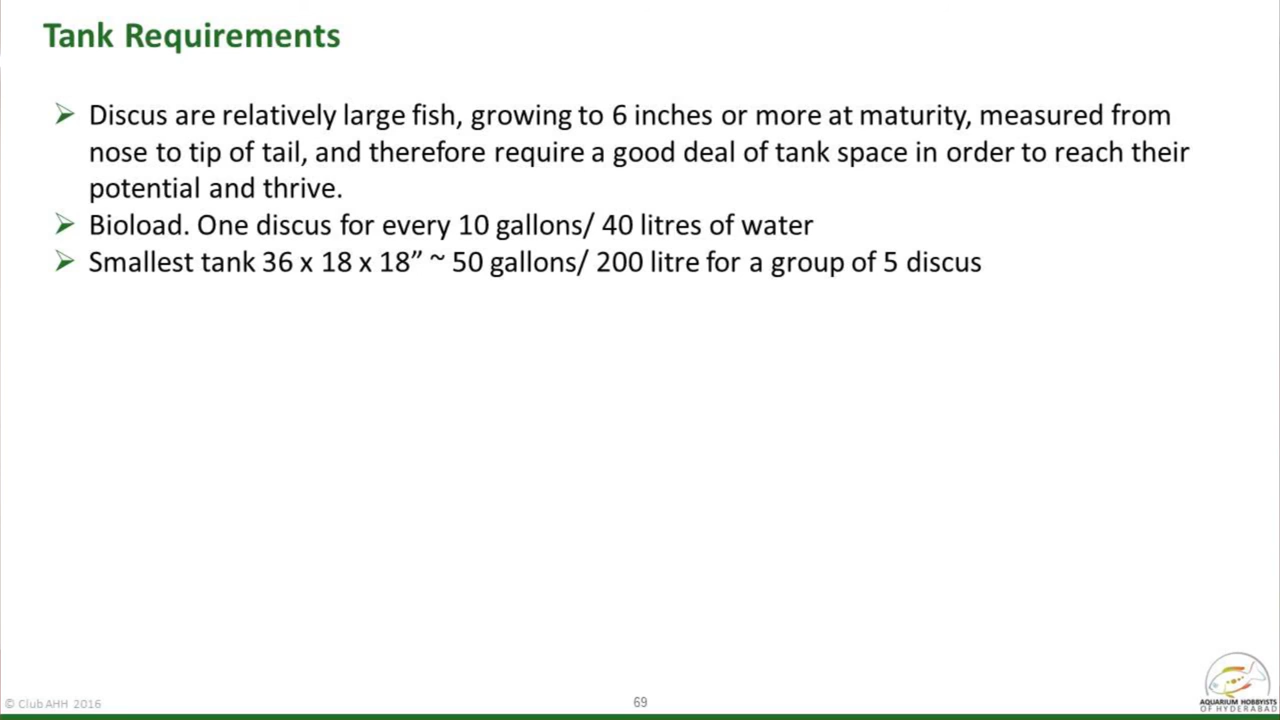 Tank Requirements
➢ Discus are relatively large fish, growing to 6 inches or more at maturity, measured from
nose to tip of tail, and therefore require a good deal of tank space in order to reach their
potential and thrive.
➢ Bioload. One discus for every 10 gallons/ 40 litres of water
➢ Smallest tank 36 x 18 x 18” ~ 50 gallons/ 200 litre for a group of 5 discus
© Club AHH 2016
69
AQUARIUM HOBBYISTS
OF HYDERABAD